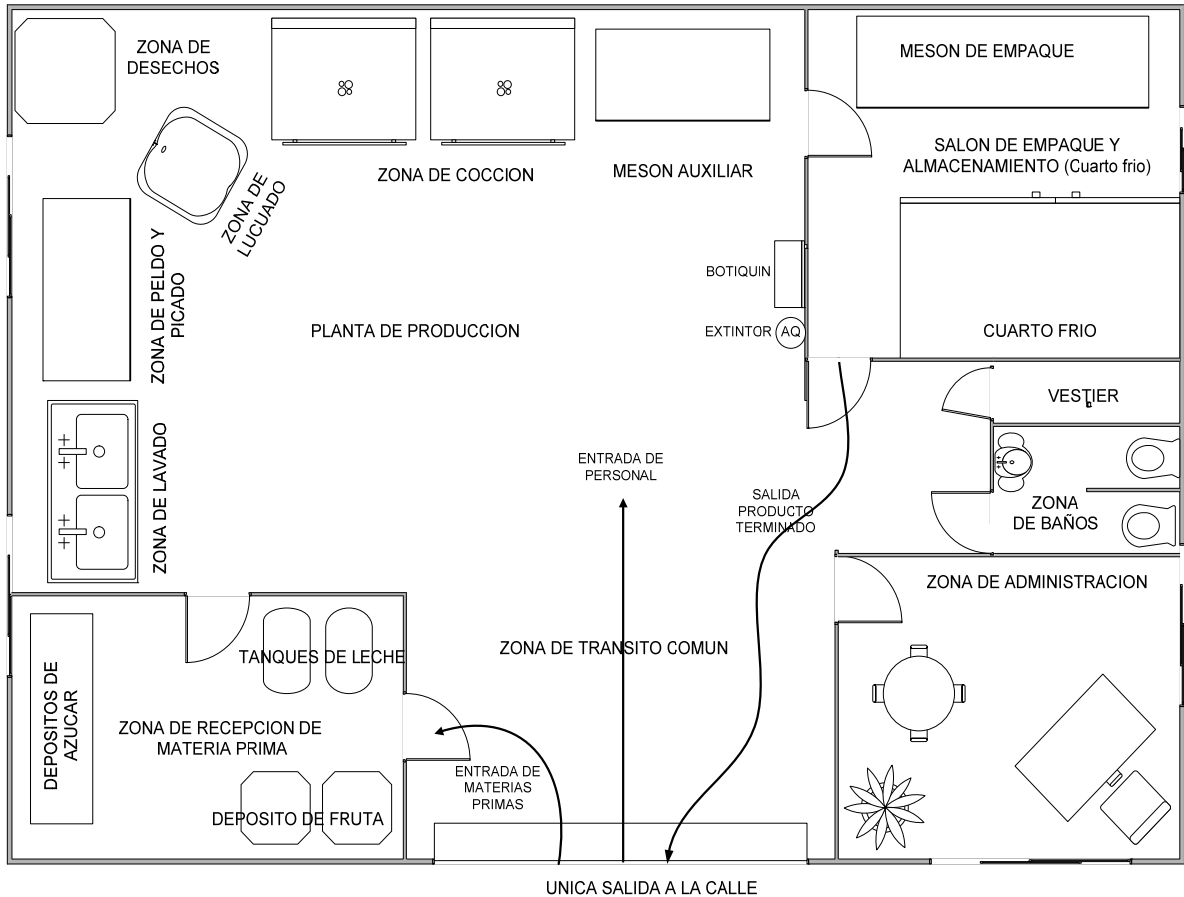 ZONA DE
DESECHOS
MESON DE EMPAQUE
SALON DE EMPAQUE Y
ALMACENAMIENTO (Cuarto frio)
ZONA DE COCCION
MESON AUXILIAR
ZONA DE
LUCUADO
ZONA DE PELDO Y
PICADO
BOTIQUIN
PLANTA DE PRODUCCION
EXTINTOR
AQ
CUARTO FRIO
VESTIER
ZONA DE LAVADO
ENTRADA DE
PERSONAL
SALIDA
PRODUCTO
TERMINADO
ZONA
DE BAÑOS
ZONA DE ADMINISTRACION
ZONA DE TRANSITO COMUN
TANQUES DE LECHE
DEPOSITOS DE
AZUCAR
ZONA DE RECEPCION DE
MATERIA PRIMA
ENTRADA DE
MATERIAS
PRIMAS
DEPOSITO DE FRUTA
UNICA SALIDA A LA CALLE